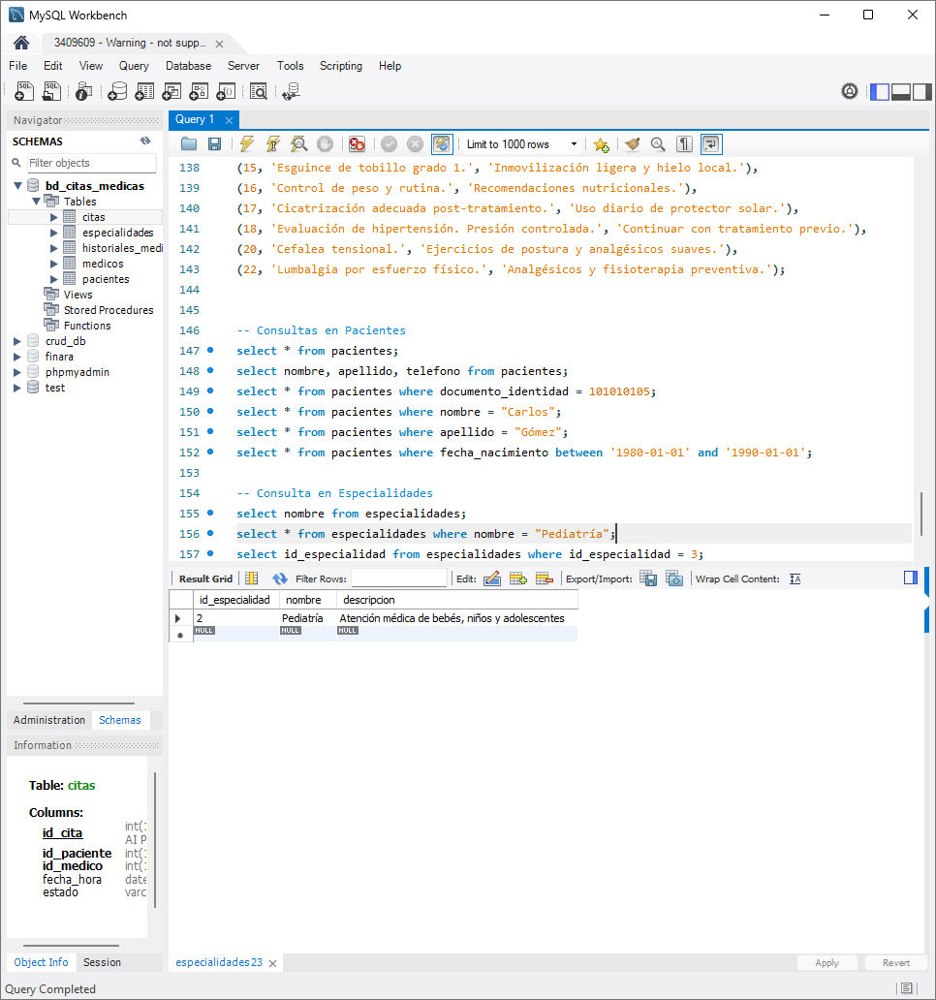 MySQL Workbench
3409609 - Warning - not supp...
File Edit View Query Database Server Tools Scripting Help
Navigator
SCHEMAS
Filter objects
bd_citas_medicas
Tables
citas
especialidades
historiales_medi
medicos
pacientes
Views
Stored Procedures
Functions
crud_db
finara
phpmyadmin
test
Administration Schemas
Information
Table: citas
Columns:
id_cita int(1
AI P
id_paciente int(1
id_medico int(1
fecha_hora date
estado varc
Object Info Session
Query 1
Limit to 1000 rows
138 (15, 'Esguince de tobillo grado 1.', 'Inmovilización ligera y hielo local.'),
139 (16, 'Control de peso y rutina.', 'Recomendaciones nutricionales.'),
140 (17, 'Cicatrización adecuada post-tratamiento.', 'Uso diario de protector solar.'),
141 (18, 'Evaluación de hipertensión. Presión controlada.', 'Continuar con tratamiento previo.'),
142 (20, 'Cefalea tensional.', 'Ejercicios de postura y analgésicos suaves.'),
143 (22, 'Lumbalgia por esfuerzo físico.', 'Analgésicos y fisioterapia preventiva.');
144
145
146 -- Consultas en Pacientes
147 select * from pacientes;
148 select nombre, apellido, telefono from pacientes;
149 select * from pacientes where documento_identidad = 101010105;
150 select * from pacientes where nombre = "Carlos";
151 select * from pacientes where apellido = "Gómez";
152 select * from pacientes where fecha_nacimiento between '1980-01-01' and '1990-01-01';
153
154 -- Consulta en Especialidades
155 select nombre from especialidades;
156 select * from especialidades where nombre = "Pediatría";
157 select id_especialidad from especialidades where id_especialidad = 3;
Result Grid Filter Rows: Edit: Export/Import: Wrap Cell Content:
id_especialidad nombre descripcion
2 Pediatría Atención médica de bebés, niños y adolescentes
NULL NULL NULL
especialidades 23
Apply Revert
Query Completed